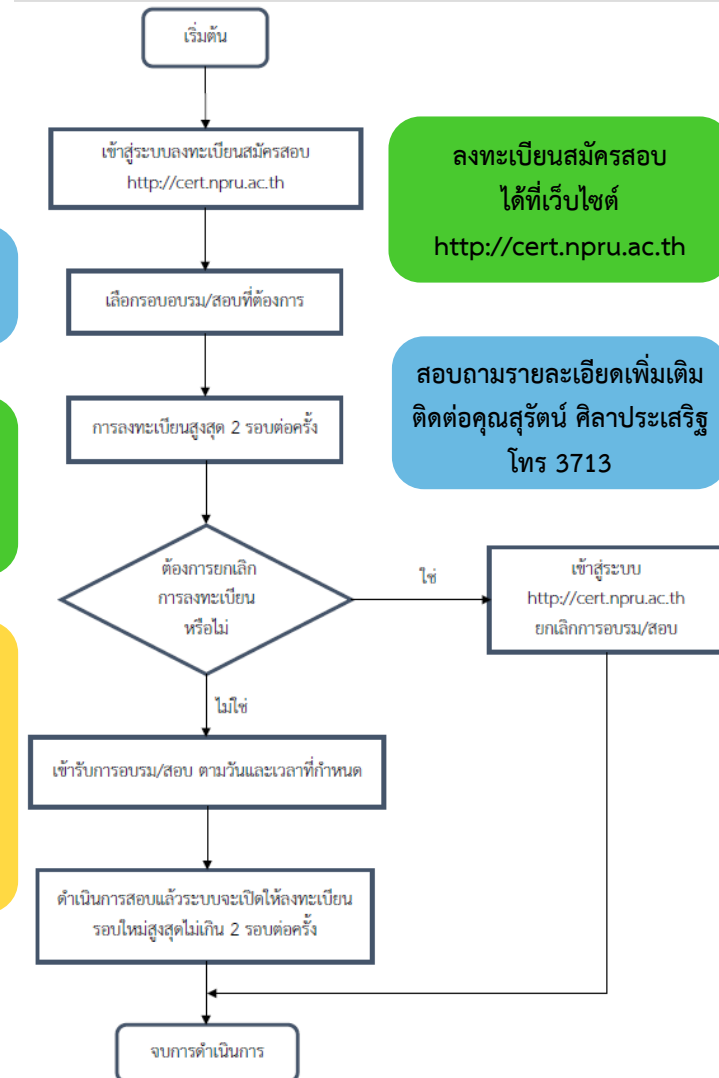 เริ่มต้น
เข้าสู่ระบบลงทะเบียนสมัครสอบ
http://cert.npru.ac.th
ลงทะเบียนสมัครสอบ
ได้ที่เว็บไซต์
http://cert.npru.ac.th
เลือกรอบอบรม/สอบที่ต้องการ
การลงทะเบียนสูงสุด 2 รอบต่อครั้ง
สอบถามรายละเอียดเพิ่มเติม
ติดต่อคุณสุรัตน์ ศิลาประเสริฐ
โทร 3713
ต้องการยกเลิก
การลงทะเบียน
หรือไม่
ใช่
เข้าสู่ระบบ
http://cert.npru.ac.th
ยกเลิกการอบรม/สอบ
ไม่ใช่
เข้ารับการอบรม/สอบ ตามวันและเวลาที่กำหนด
ดำเนินการสอบแล้วระบบจะเปิดให้ลงทะเบียน
รอบใหม่สูงสุดไม่เกิน 2 รอบต่อครั้ง
จบการดำเนินการ